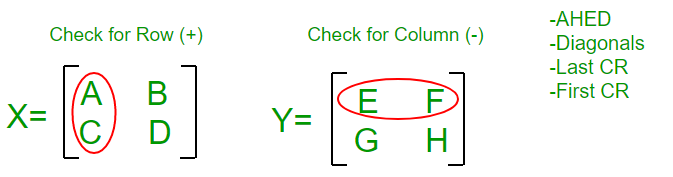 Check for Row (+)
Check for Column (-)
-AHED
-Diagonals
-Last CR
-First CR
X=
A B
C D
Y=
E F
G H